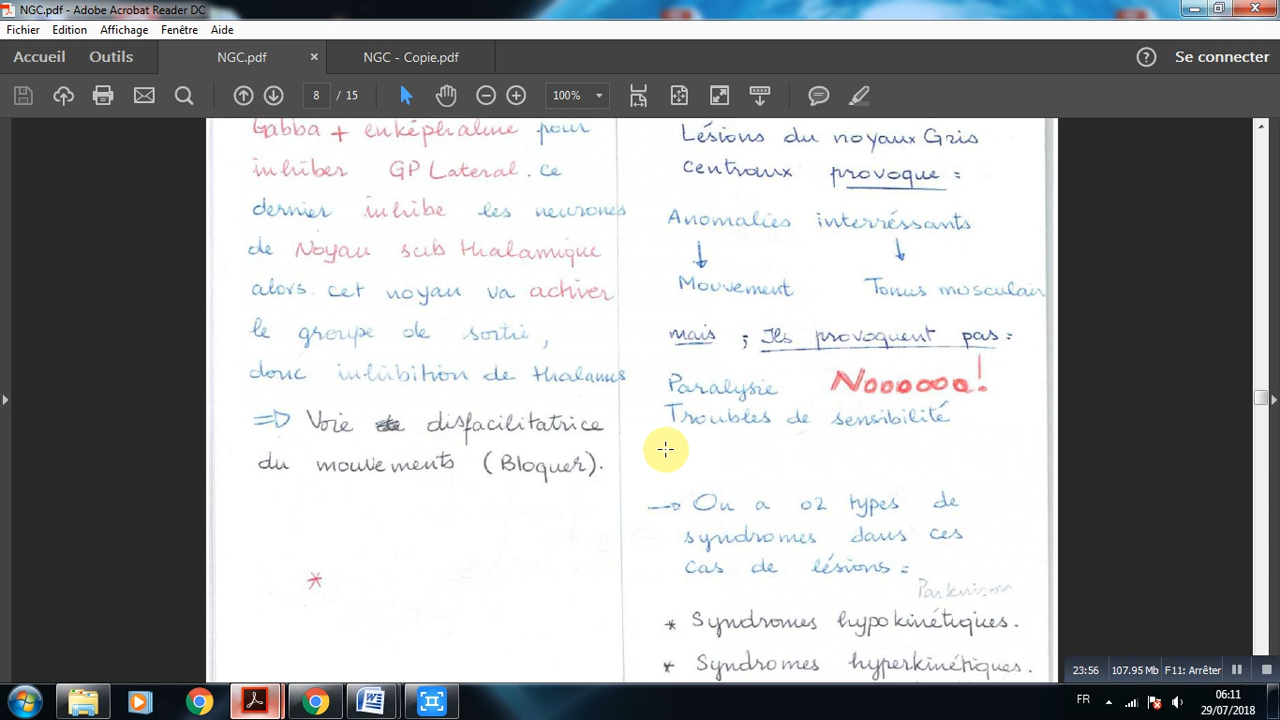 NGC.pdf - Adobe Acrobat Reader DC
Fichier Edition Affichage Fenêtre Aide
Accueil Outils NGC.pdf × NGC - Copie.pdf ? Se connecter
8 / 15 100%
Gabba + enképhaline pour
inhiber GP Lateral. ce
dernier inhibe les neurones
de Noyau sub thalamique
alors cet noyau va activer
le groupe de sortie,
donc inhibition de thalamus
=> Voie disfacilitatrice
du mouvements (Bloquer).
*
Lésions du noyaux Gris
centraux provoque :
Anomalies interréssants
Mouvement Tonus musculair
mais ; Ils provoquent pas :
Paralysie Noooooo!
Troubles de sensibilité
→ On a 02 types de
syndromes dans ces
cas de lésions :
Parkinison
* Syndromes hypokinétiques.
* Syndromes hyperkinétiques.
23:56 107.95 Mb F11: Arrêter
FR 06:11
29/07/2018